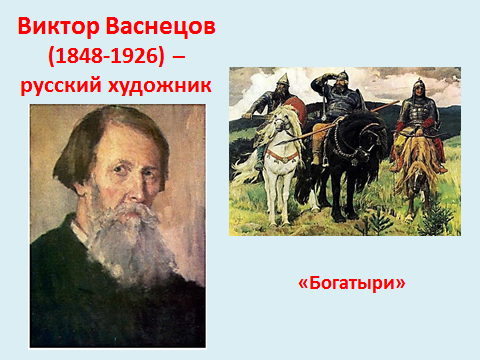 Виктор Васнецов
(1848-1926) –
русский художник
«Богатыри»